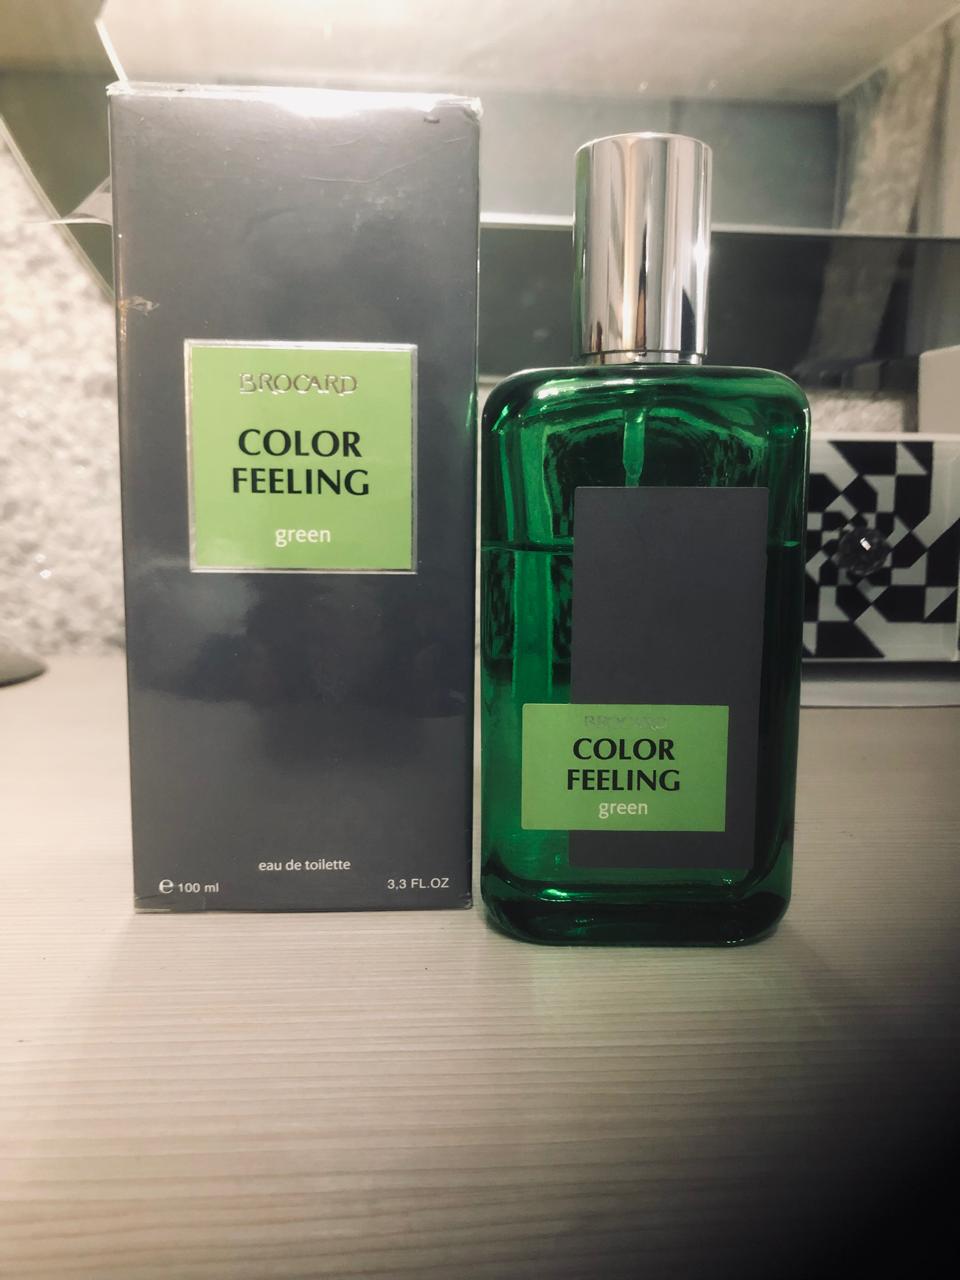 BROCARD
COLOR
FEELING
green
eau de toilette
℮ 100 ml
3,3 FL.OZ
BROCARD
COLOR
FEELING
green